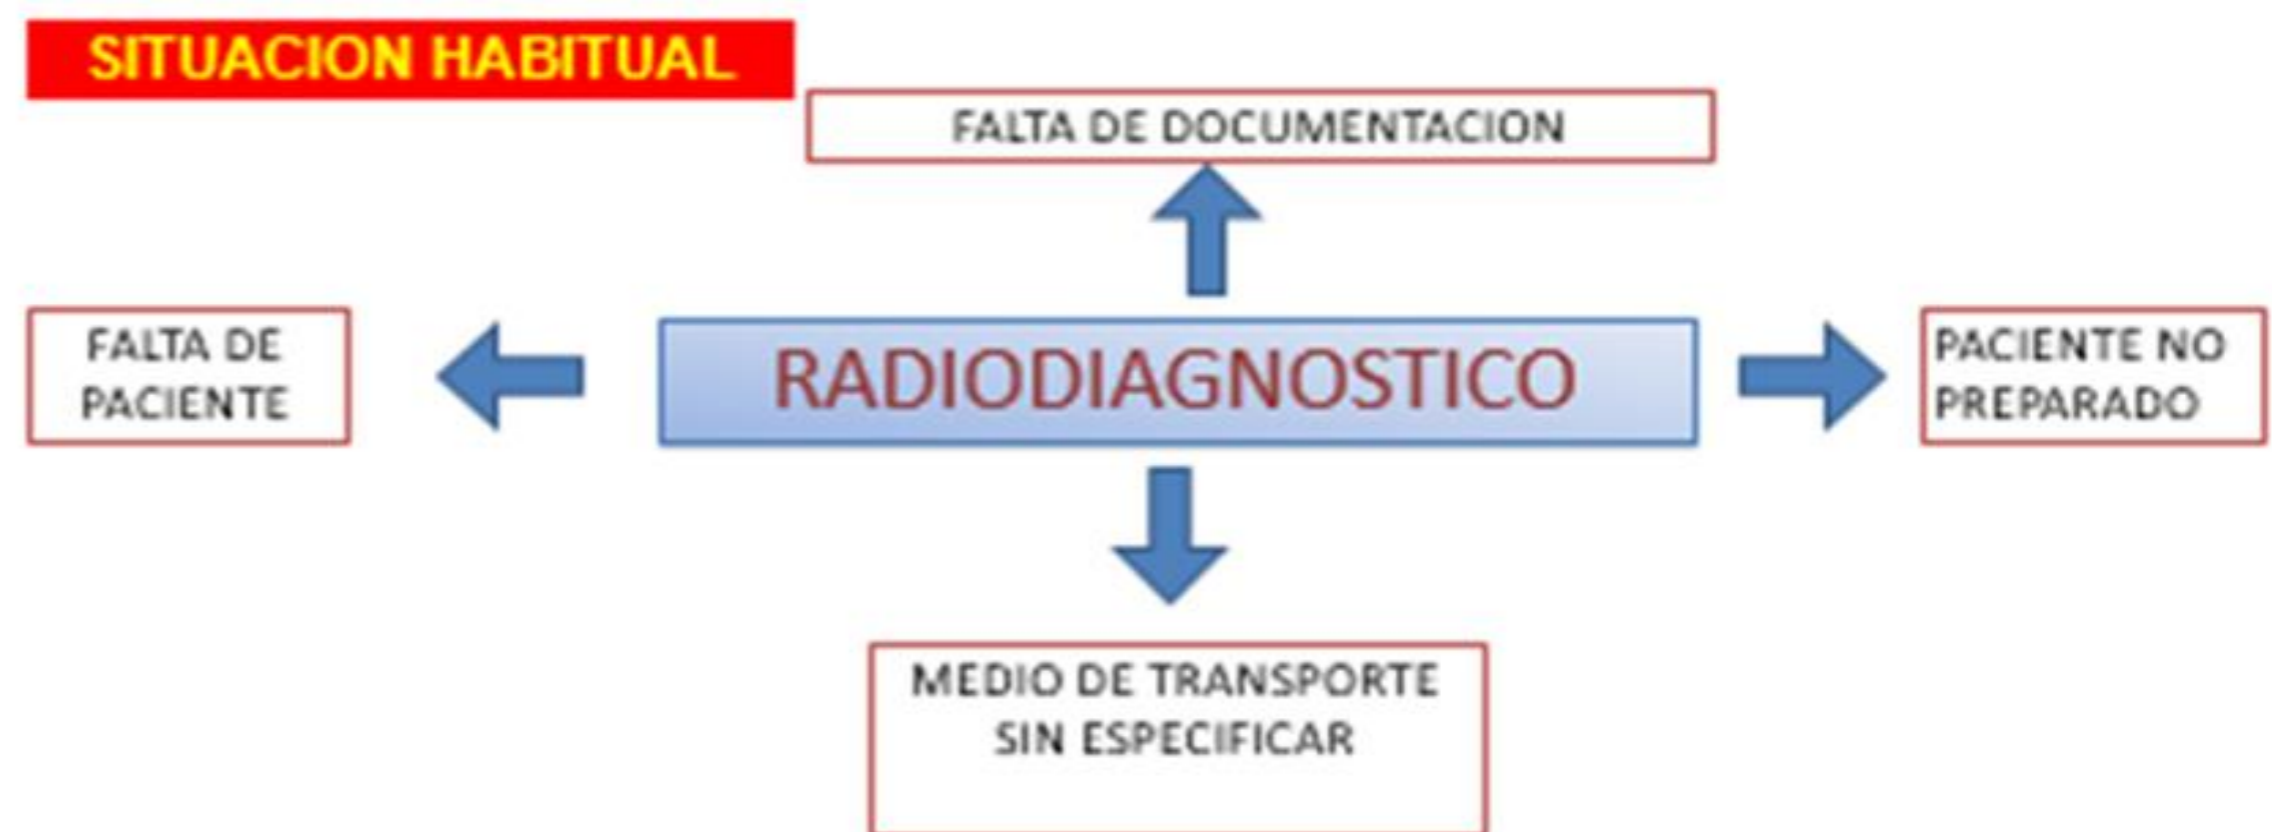 SITUACION HABITUAL
FALTA DE DOCUMENTACION
FALTA DE
PACIENTE
RADIODIAGNOSTICO
PACIENTE NO
PREPARADO
MEDIO DE TRANSPORTE
SIN ESPECIFICAR